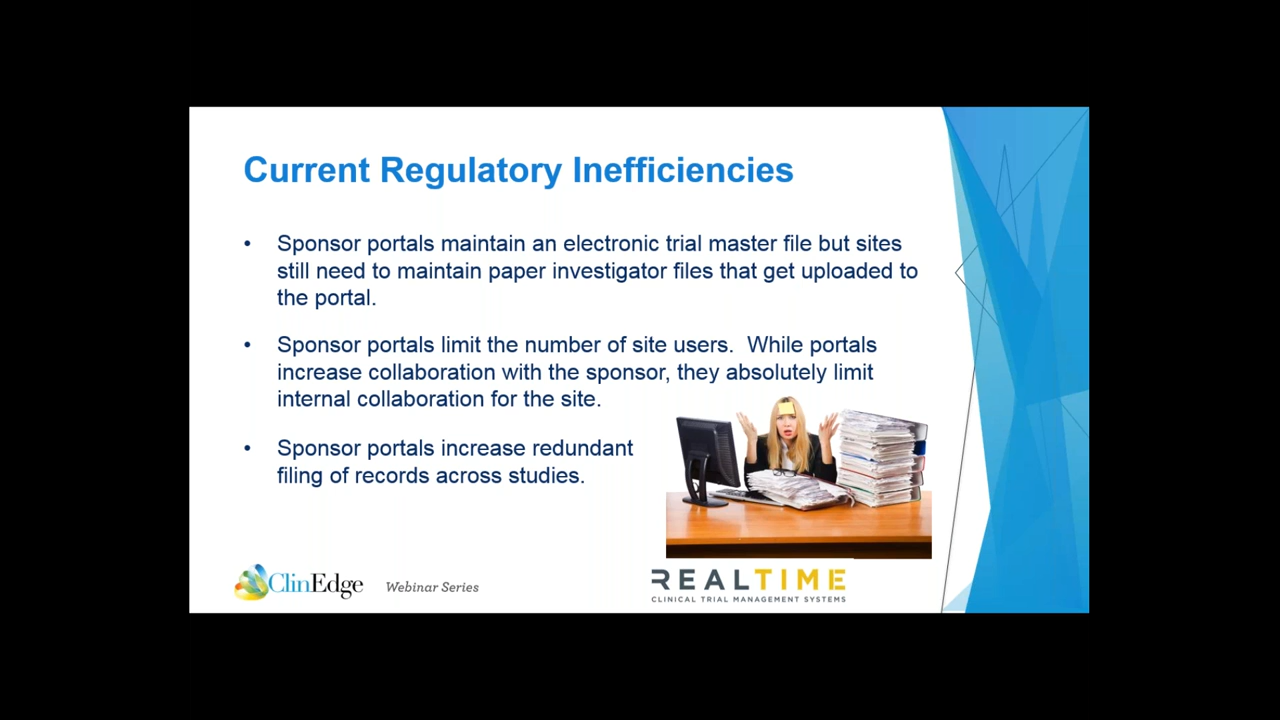 Current Regulatory Inefficiencies
• Sponsor portals maintain an electronic trial master file but sites
still need to maintain paper investigator files that get uploaded to
the portal.
• Sponsor portals limit the number of site users.  While portals
increase collaboration with the sponsor, they absolutely limit
internal collaboration for the site.
• Sponsor portals increase redundant
filing of records across studies.
ClinEdge Webinar Series
REALTIME
CLINICAL TRIAL MANAGEMENT SYSTEMS